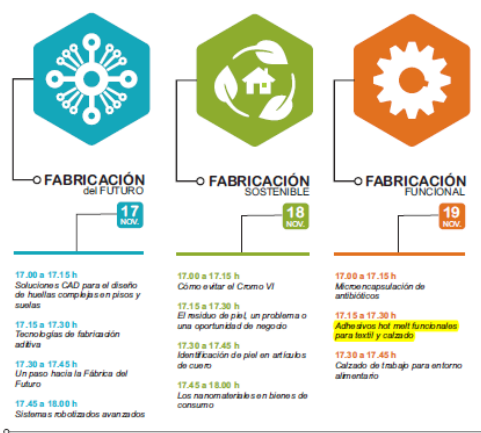 FABRICACIÓN
del FUTURO
17
NOV.
17.00 a 17.15 h
Soluciones CAD para el diseño
de huellas complejas en pisos y
suelas
17.15 a 17.30 h
Tecnologías de fabricación
aditiva
17.30 a 17.45 h
Un paso hacia la Fábrica del
Futuro
17.45 a 18.00 h
Sistemas robotizados avanzados
FABRICACIÓN
SOSTENIBLE
18
NOV.
17.00 a 17.15 h
Cómo evitar el Cromo VI
17.15 a 17.30 h
El residuo de piel, un problema o
una oportunidad de negocio
17.30 a 17.45 h
Identificación de piel en artículos
de cuero
17.45 a 18.00 h
Los nanomateriales en bienes de
consumo
FABRICACIÓN
FUNCIONAL
19
NOV.
17.00 a 17.15 h
Microencapsulación de
antibióticos
17.15 a 17.30 h
Adhesivos hot melt funcionales
para textil y calzado
17.30 a 17.45 h
Calzado de trabajo para entorno
alimentario